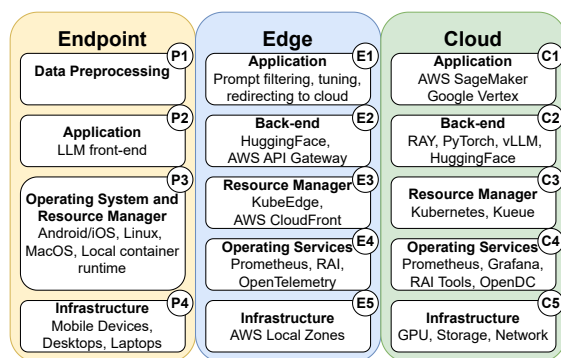 Endpoint
P1
Data Preprocessing
P2
Application
LLM front-end
P3
Operating System and
Resource Manager
Android/iOS, Linux,
MacOS, Local container
runtime
P4
Infrastructure
Mobile Devices,
Desktops, Laptops
Edge
E1
Application
Prompt filtering, tuning,
redirecting to cloud
E2
Back-end
HuggingFace,
AWS API Gateway
E3
Resource Manager
KubeEdge,
AWS CloudFront
E4
Operating Services
Prometheus, RAI,
OpenTelemetry
E5
Infrastructure
AWS Local Zones
Cloud
C1
Application
AWS SageMaker
Google Vertex
C2
Back-end
RAY, PyTorch, vLLM,
HuggingFace
C3
Resource Manager
Kubernetes, Kueue
C4
Operating Services
Prometheus, Grafana,
RAI Tools, OpenDC
C5
Infrastructure
GPU, Storage, Network